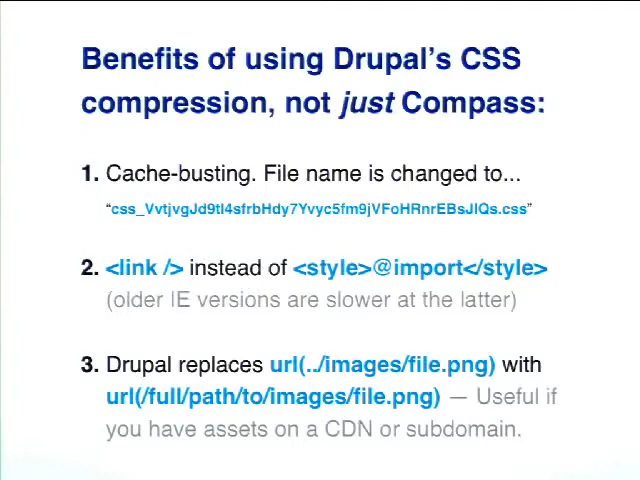 Benefits of using Drupal's CSS
compression, not just Compass:
1. Cache-busting. File name is changed to...
"css_VvtjvgJd9tI4sfrbHdy7Yvyc5fm9jVFoHRnrEBsJIQs.css"
2. <link /> instead of <style>@import</style>
(older IE versions are slower at the latter)
3. Drupal replaces url(../images/file.png) with
url(/full/path/to/images/file.png) — Useful if
you have assets on a CDN or subdomain.